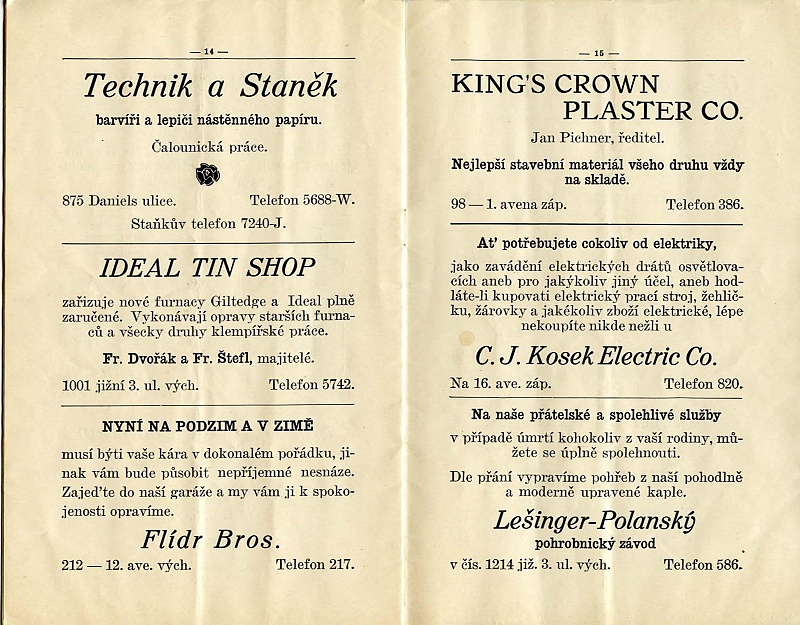 — 14 —
Technik a Staněk
barvíři a lepiči nástěnného papíru.
Čalounická práce.
875 Daniels ulice. Telefon 5688-W.
Staňkův telefon 7240-J.
IDEAL TIN SHOP
zařizuje nové furnacy Giltedge a Ideal plně
zaručené. Vykonávají opravy starších furna-
ců a všecky druhy klempířské práce.
Fr. Dvořák a Fr. Štefl, majitelé.
1001 jižní 3. ul. vých. Telefon 5742.
NYNÍ NA PODZIM A V ZIMĚ
musí býti vaše kára v dokonalém pořádku, ji-
nak vám bude působit nepříjemné nesnáze.
Zajeďte do naší garáže a my vám ji k spoko-
jenosti opravíme.
Flídr Bros.
212 — 12. ave. vých. Telefon 217.
— 15 —
KING'S CROWN
PLASTER CO.
Jan Pichner, ředitel.
Nejlepší stavební materiál všeho druhu vždy
na skladě.
98 — 1. avena záp. Telefon 386.
Ať potřebujete cokoliv od elektriky,
jako zavádění elektrických drátů osvětlova-
cích aneb pro jakýkoliv jiný účel, aneb hod-
láte-li kupovati elektrický prací stroj, žehlič-
ku, žárovky a jakékoliv zboží elektrické, lépe
nekoupíte nikde nežli u
C. J. Kosek Electric Co.
Na 16. ave. záp. Telefon 820.
Na naše přátelské a spolehlivé služby
v případě úmrtí kohokoliv z vaší rodiny, mů-
žete se úplně spolehnouti.
Dle přání vypravíme pohřeb z naší pohodlně
a moderně upravené kaple.
Lešinger-Polanský
pohrobnický závod
v čís. 1214 již. 3. ul. vých. Telefon 586.